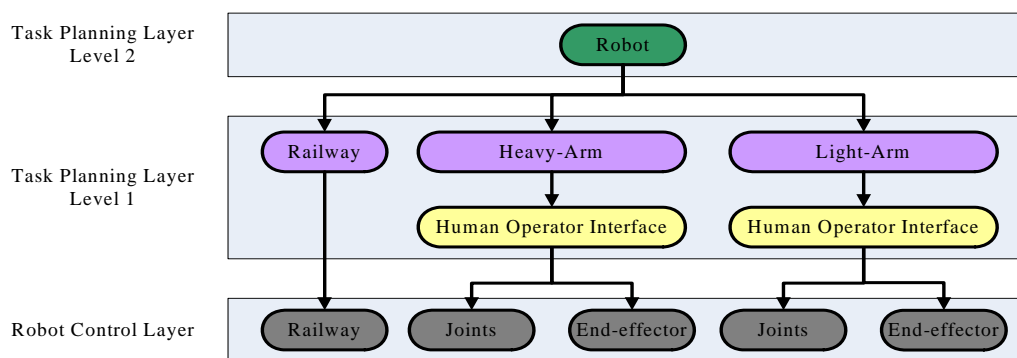 Task Planning Layer
Level 2
Robot
Task Planning Layer
Level 1
Railway
Heavy-Arm
Light-Arm
Human Operator Interface
Human Operator Interface
Robot Control Layer
Railway
Joints
End-effector
Joints
End-effector